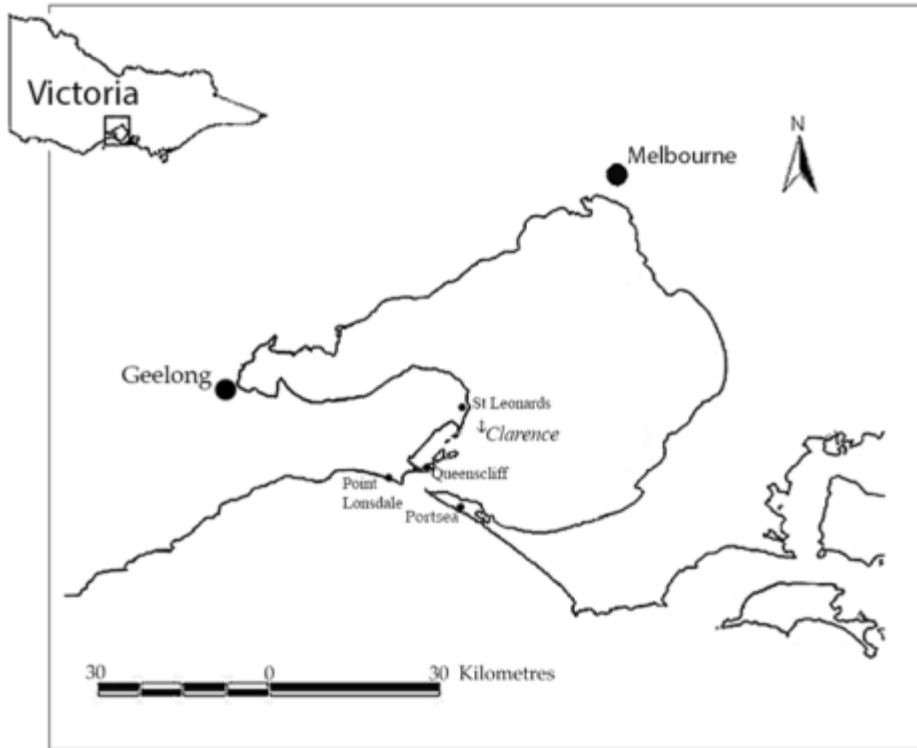 Victoria
N
Melbourne
Geelong
St Leonards
Clarence
Queenscliff
Point
Lonsdale
Portsea
30 0 30 Kilometres